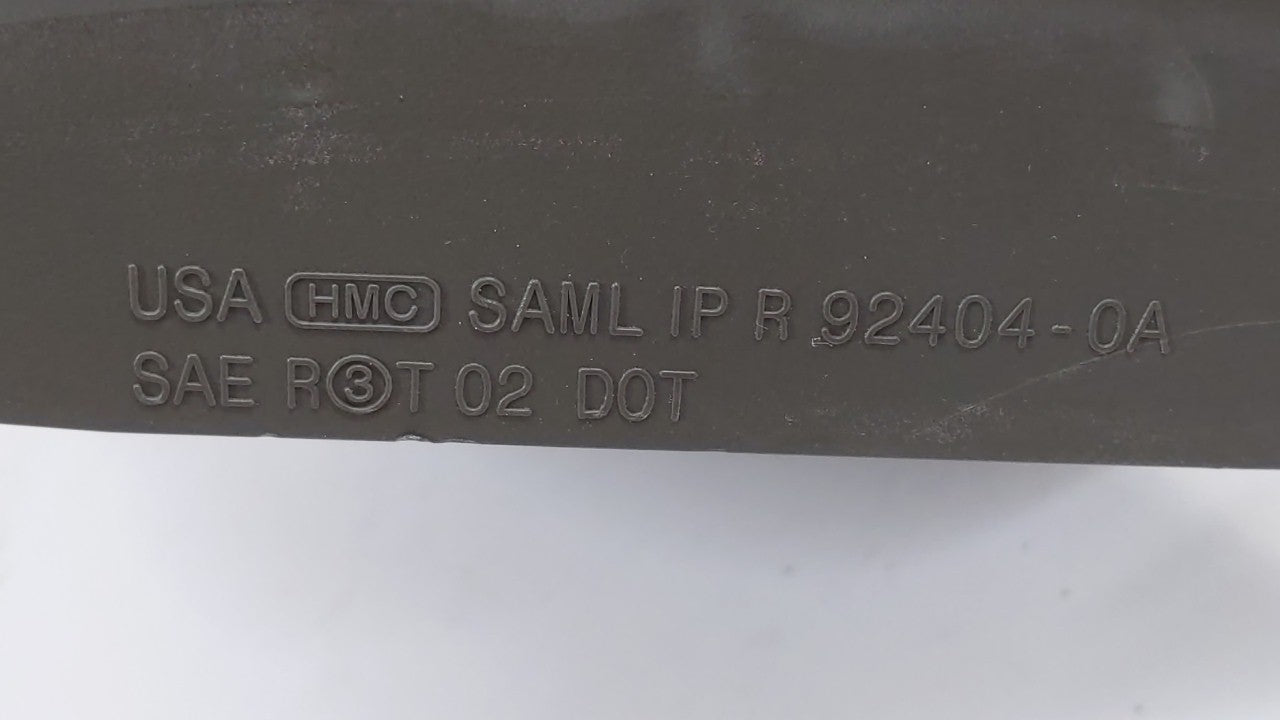 USA HMC SAML IP R 92404-0A
SAE R③T 02 DOT